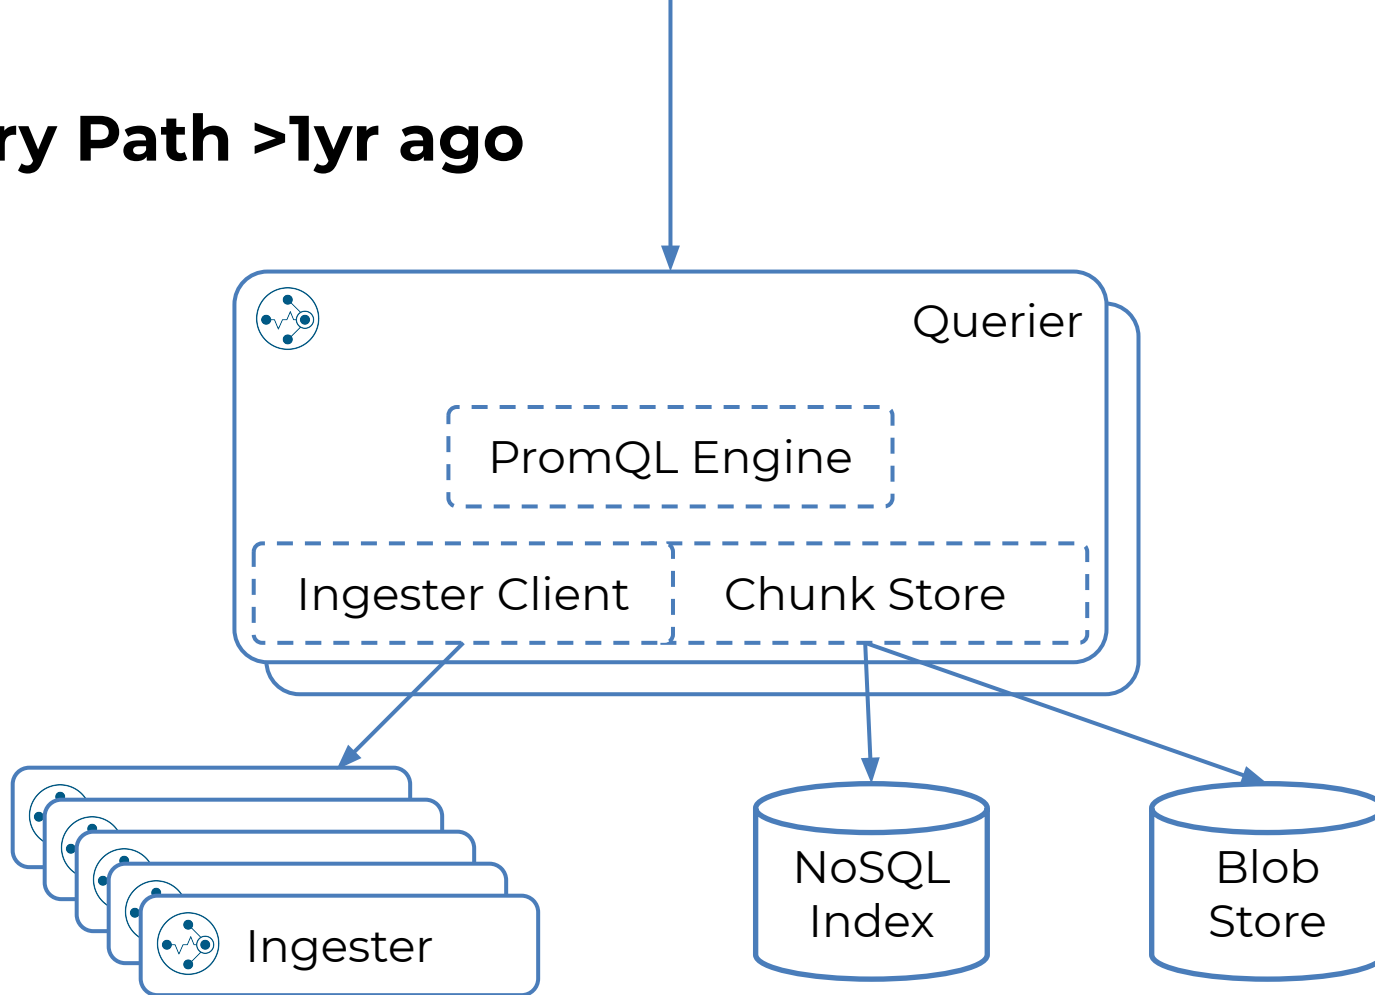 ry Path >1yr ago
Querier
PromQL Engine
Ingester Client
Chunk Store
NoSQL
Index
Blob
Store
Ingester